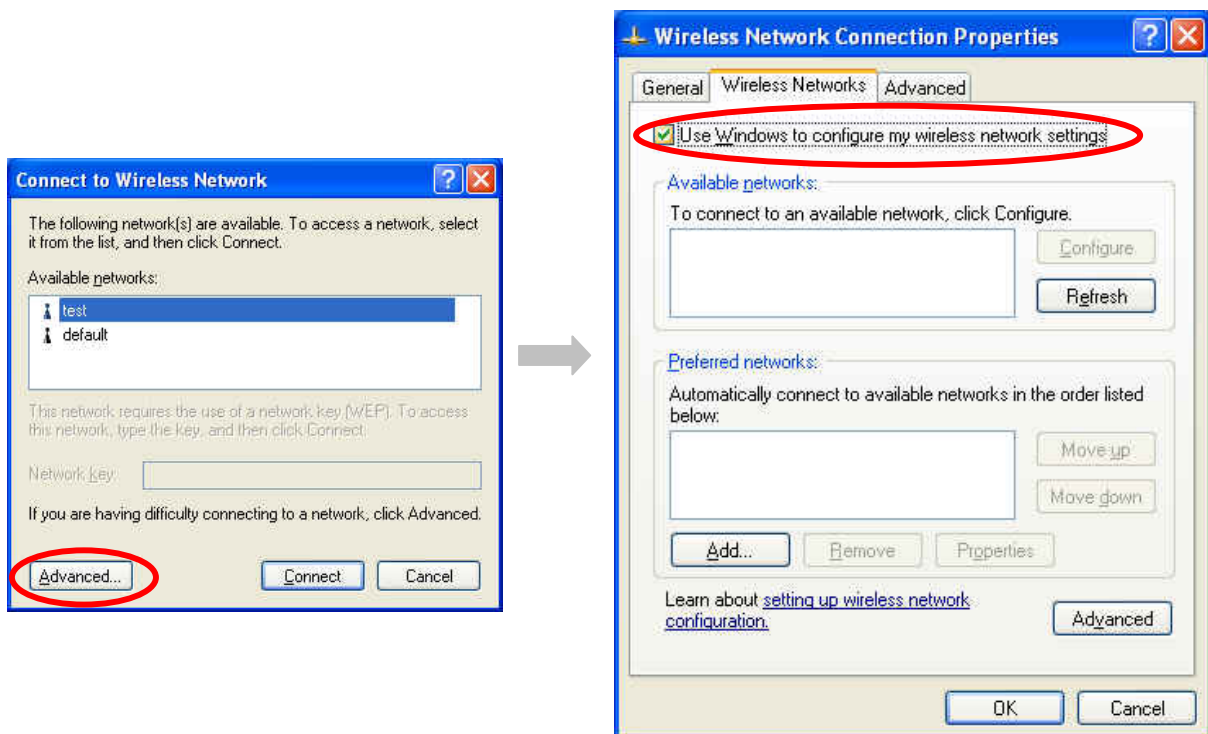 Connect to Wireless Network
The following network(s) are available. To access a network, select
it from the list, and then click Connect.
Available networks:
test
default
This network requires the use of a network key (WEP). To access
this network, type the key, and then click Connect.
Network key:
If you are having difficulty connecting to a network, click Advanced.
Advanced... Connect Cancel
Wireless Network Connection Properties
General Wireless Networks Advanced
Use Windows to configure my wireless network settings
Available networks:
To connect to an available network, click Configure.
Configure
Refresh
Preferred networks:
Automatically connect to available networks in the order listed
below:
Move up
Move down
Add... Remove Properties
Learn about setting up wireless network
configuration.
Advanced
OK Cancel